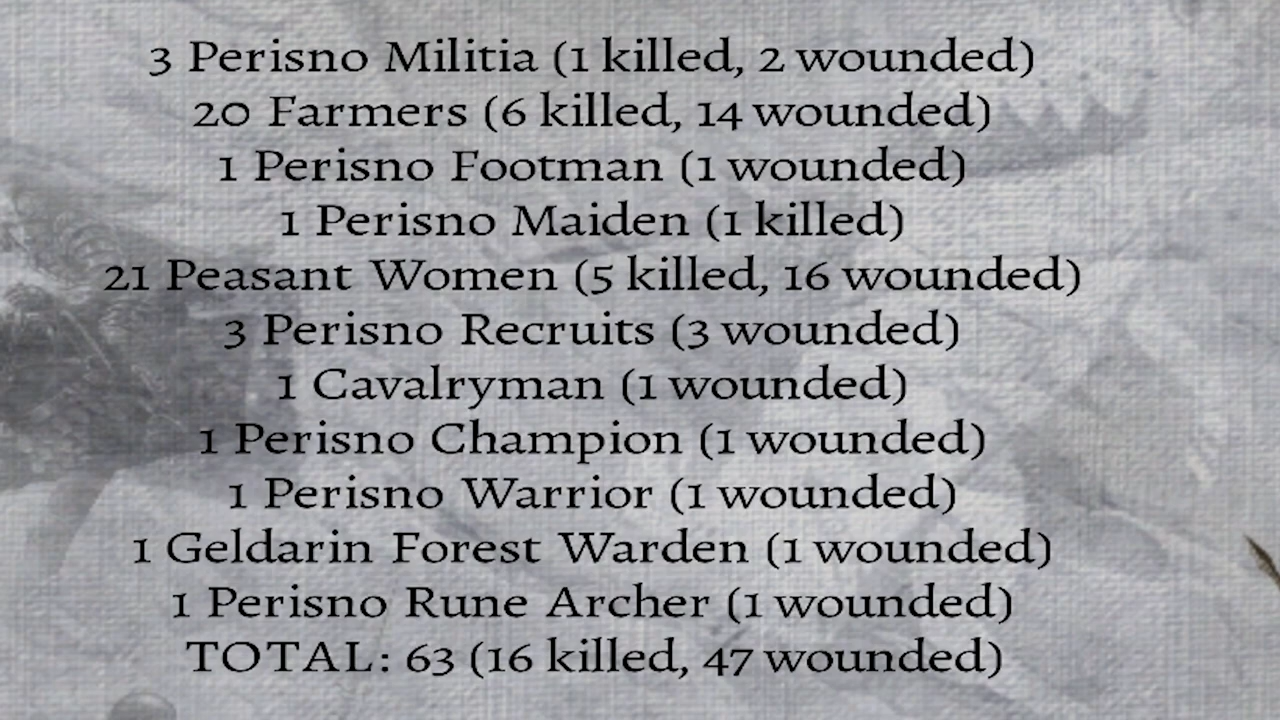 3 Perisno Militia (1 killed, 2 wounded)
20 Farmers (6 killed, 14 wounded)
1 Perisno Footman (1 wounded)
1 Perisno Maiden (1 killed)
21 Peasant Women (5 killed, 16 wounded)
3 Perisno Recruits (3 wounded)
1 Cavalryman (1 wounded)
1 Perisno Champion (1 wounded)
1 Perisno Warrior (1 wounded)
1 Geldarin Forest Warden (1 wounded)
1 Perisno Rune Archer (1 wounded)
TOTAL: 63 (16 killed, 47 wounded)